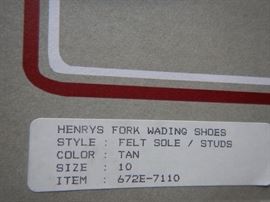 HENRYS FORK WADING SHOES
STYLE : FELT SOLE / STUDS
COLOR : TAN
SIZE : 10
ITEM : 672E-7110